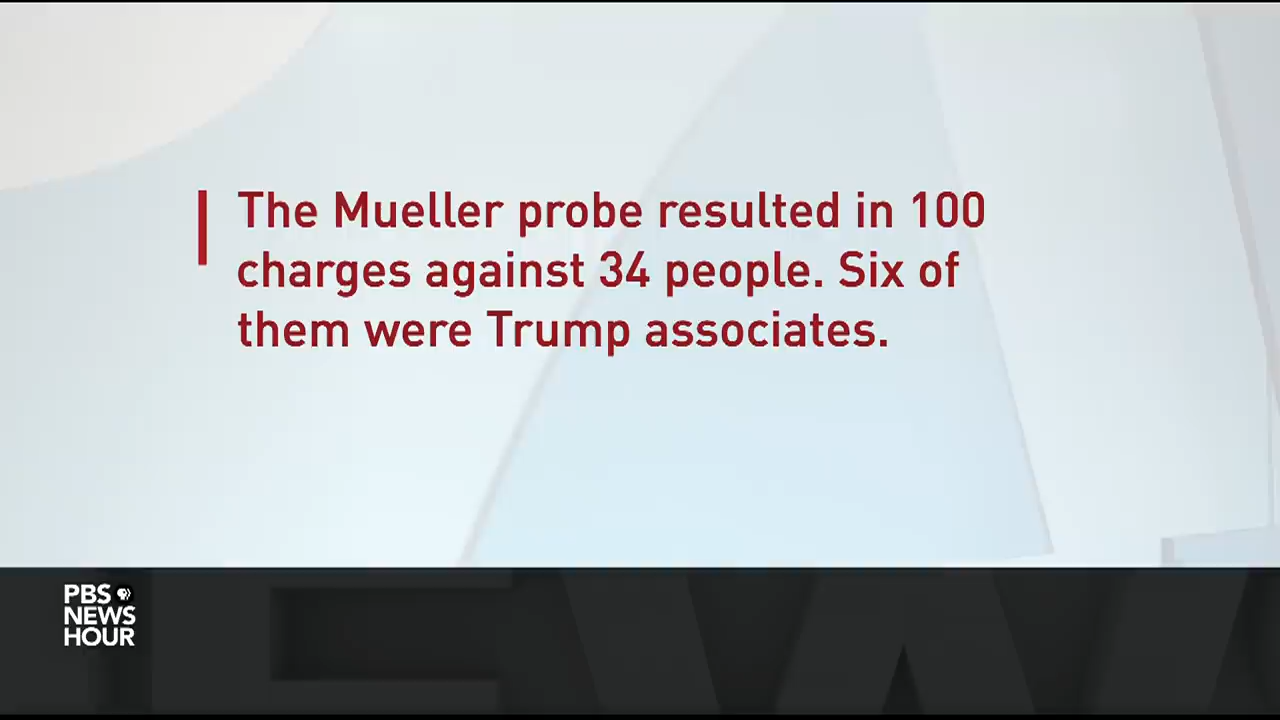 The Mueller probe resulted in 100
charges against 34 people. Six of
them were Trump associates.
PBS
NEWS
HOUR